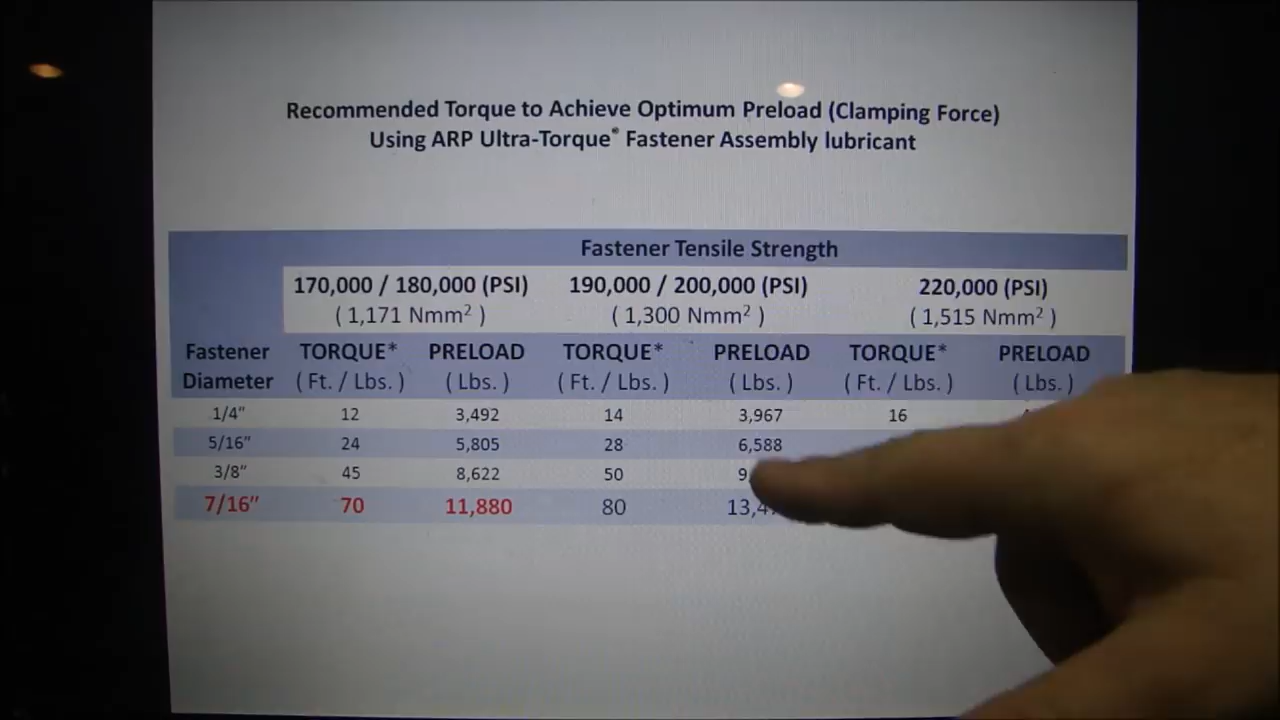 Recommended Torque to Achieve Optimum Preload (Clamping Force)
Using ARP Ultra-Torque® Fastener Assembly lubricant
Fastener Tensile Strength
170,000 / 180,000 (PSI) 190,000 / 200,000 (PSI) 220,000 (PSI)
( 1,171 Nmm² ) ( 1,300 Nmm² ) ( 1,515 Nmm² )
Fastener TORQUE* PRELOAD TORQUE* PRELOAD TORQUE* PRELOAD
Diameter ( Ft. / Lbs. ) ( Lbs. ) ( Ft. / Lbs. ) ( Lbs. ) ( Ft. / Lbs. ) ( Lbs. )
1/4" 12 3,492 14 3,967 16
5/16" 24 5,805 28 6,588
3/8" 45 8,622 50
7/16" 70 11,880 80